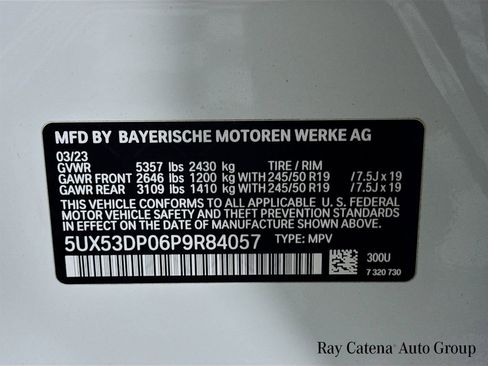 MFD BY BAYERISCHE MOTOREN WERKE AG
03/23
GVWR 5357 lbs 2430 kg TIRE / RIM
GAWR FRONT 2646 lbs 1200 kg WITH 245/50 R19 /7.5J x 19
GAWR REAR 3109 lbs 1410 kg WITH 245/50 R19 /7.5J x 19
THIS VEHICLE CONFORMS TO ALL APPLICABLE U. S. FEDERAL
MOTOR VEHICLE SAFETY AND THEFT PREVENTION STANDARDS
IN EFFECT ON THE DATE OF MANUFACTURE SHOWN ABOVE.
5UX53DP06P9R84057 TYPE: MPV
300U
7 320 730
Ray Catena Auto Group